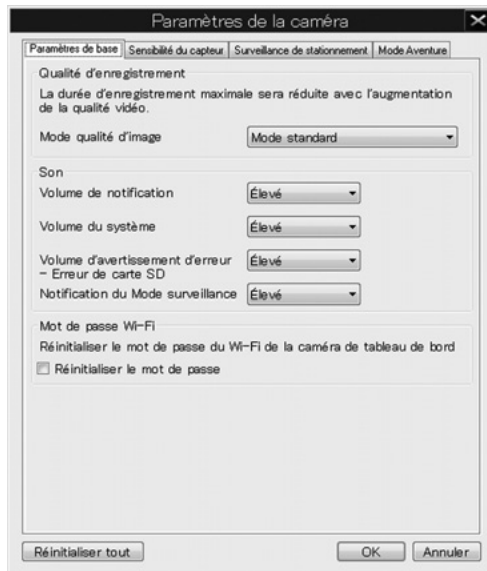 Paramètres de la caméra
Paramètres de base Sensibilité du capteur Surveillance de stationnement Mode Aventure
Qualité d'enregistrement
La durée d'enregistrement maximale sera réduite avec l'augmentation
de la qualité vidéo.
Mode qualité d'image Mode standard
Son
Volume de notification Élevé
Volume du système Élevé
Volume d'avertissement d'erreur
- Erreur de carte SD Élevé
Notification du Mode surveillance Élevé
Mot de passe Wi-Fi
Réinitialiser le mot de passe du Wi-Fi de la caméra de tableau de bord
Réinitialiser le mot de passe
Réinitialiser tout OK Annuler